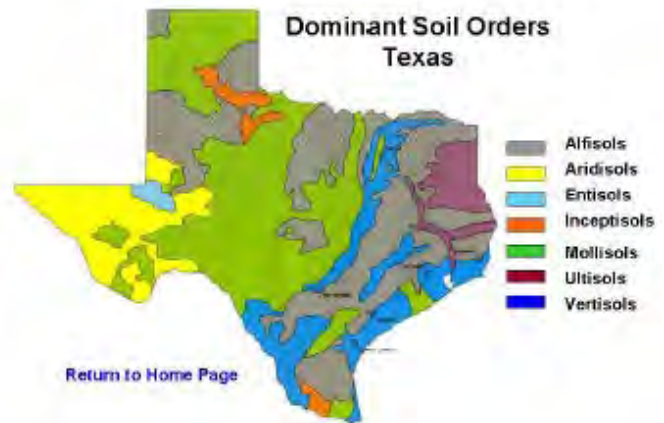 Dominant Soil Orders
Texas
Alfisols
Aridisols
Entisols
Inceptisols
Mollisols
Ultisols
Vertisols
Return to Home Page